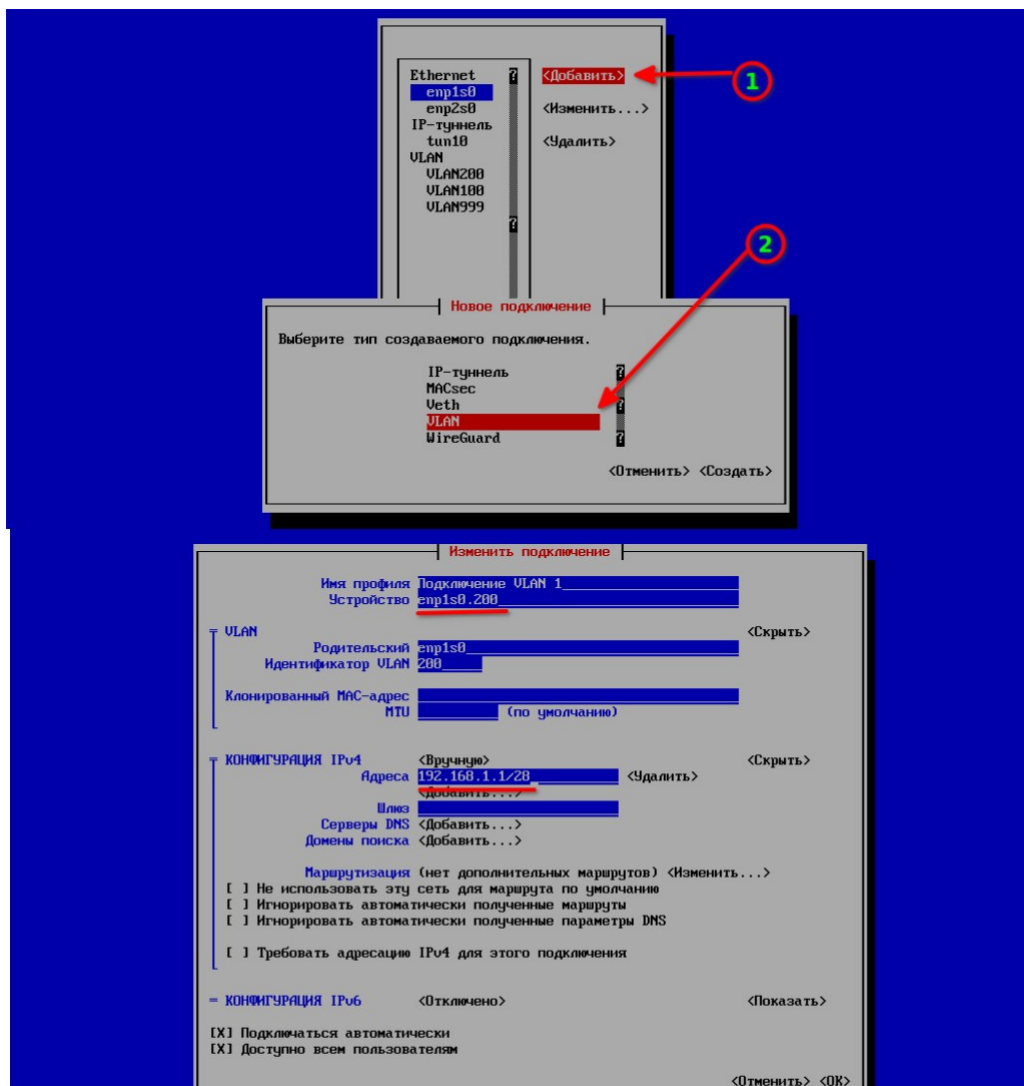 Ethernet <Добавить> 1
enp1s0
enp2s0 <Изменить...>
IP-туннель
tun10 <Удалить>
VLAN
VLAN200
VLAN100
VLAN999
2
Новое подключение
Выберите тип создаваемого подключения.
IP-туннель
MACsec
Veth
VLAN
WireGuard
<Отменить> <Создать>
Изменить подключение
Имя профиля Подключение VLAN 1
Устройство enp1s0.200
VLAN <Скрыть>
Родительский enp1s0
Идентификатор VLAN 200
Клонированный MAC-адрес
MTU (по умолчанию)
КОНФИГУРАЦИЯ IPv4 <Вручную> <Скрыть>
Адреса 192.168.1.1/28 <Удалить>
<Добавить...>
Шлюз
Серверы DNS <Добавить...>
Домены поиска <Добавить...>
Маршрутизация (нет дополнительных маршрутов) <Изменить...>
[ ] Не использовать эту сеть для маршрута по умолчанию
[ ] Игнорировать автоматически полученные маршруты
[ ] Игнорировать автоматически полученные параметры DNS
[ ] Требовать адресацию IPv4 для этого подключения
= КОНФИГУРАЦИЯ IPv6 <Отключено> <Показать>
[X] Подключаться автоматически
[X] Доступно всем пользователям
<Отменить> <OK>